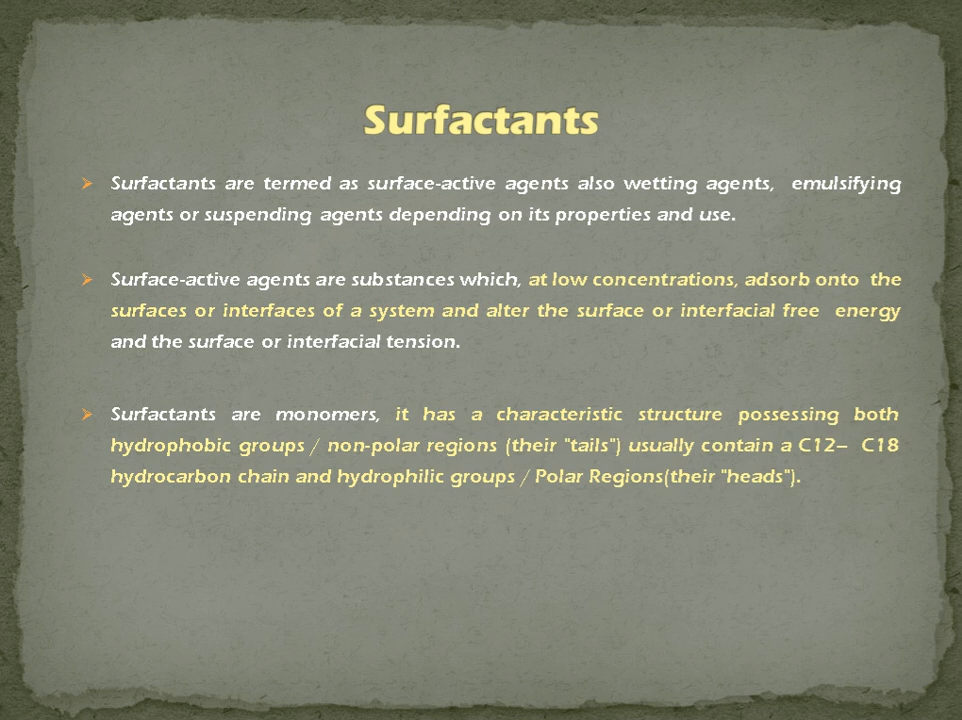 Surfactants
Surfactants are termed as surface-active agents also wetting agents, emulsifying
agents or suspending agents depending on its properties and use.
Surface-active agents are substances which, at low concentrations, adsorb onto the
surfaces or interfaces of a system and alter the surface or interfacial free energy
and the surface or interfacial tension.
Surfactants are monomers, it has a characteristic structure possessing both
hydrophobic groups / non-polar regions (their "tails") usually contain a C12– C18
hydrocarbon chain and hydrophilic groups / Polar Regions(their "heads").